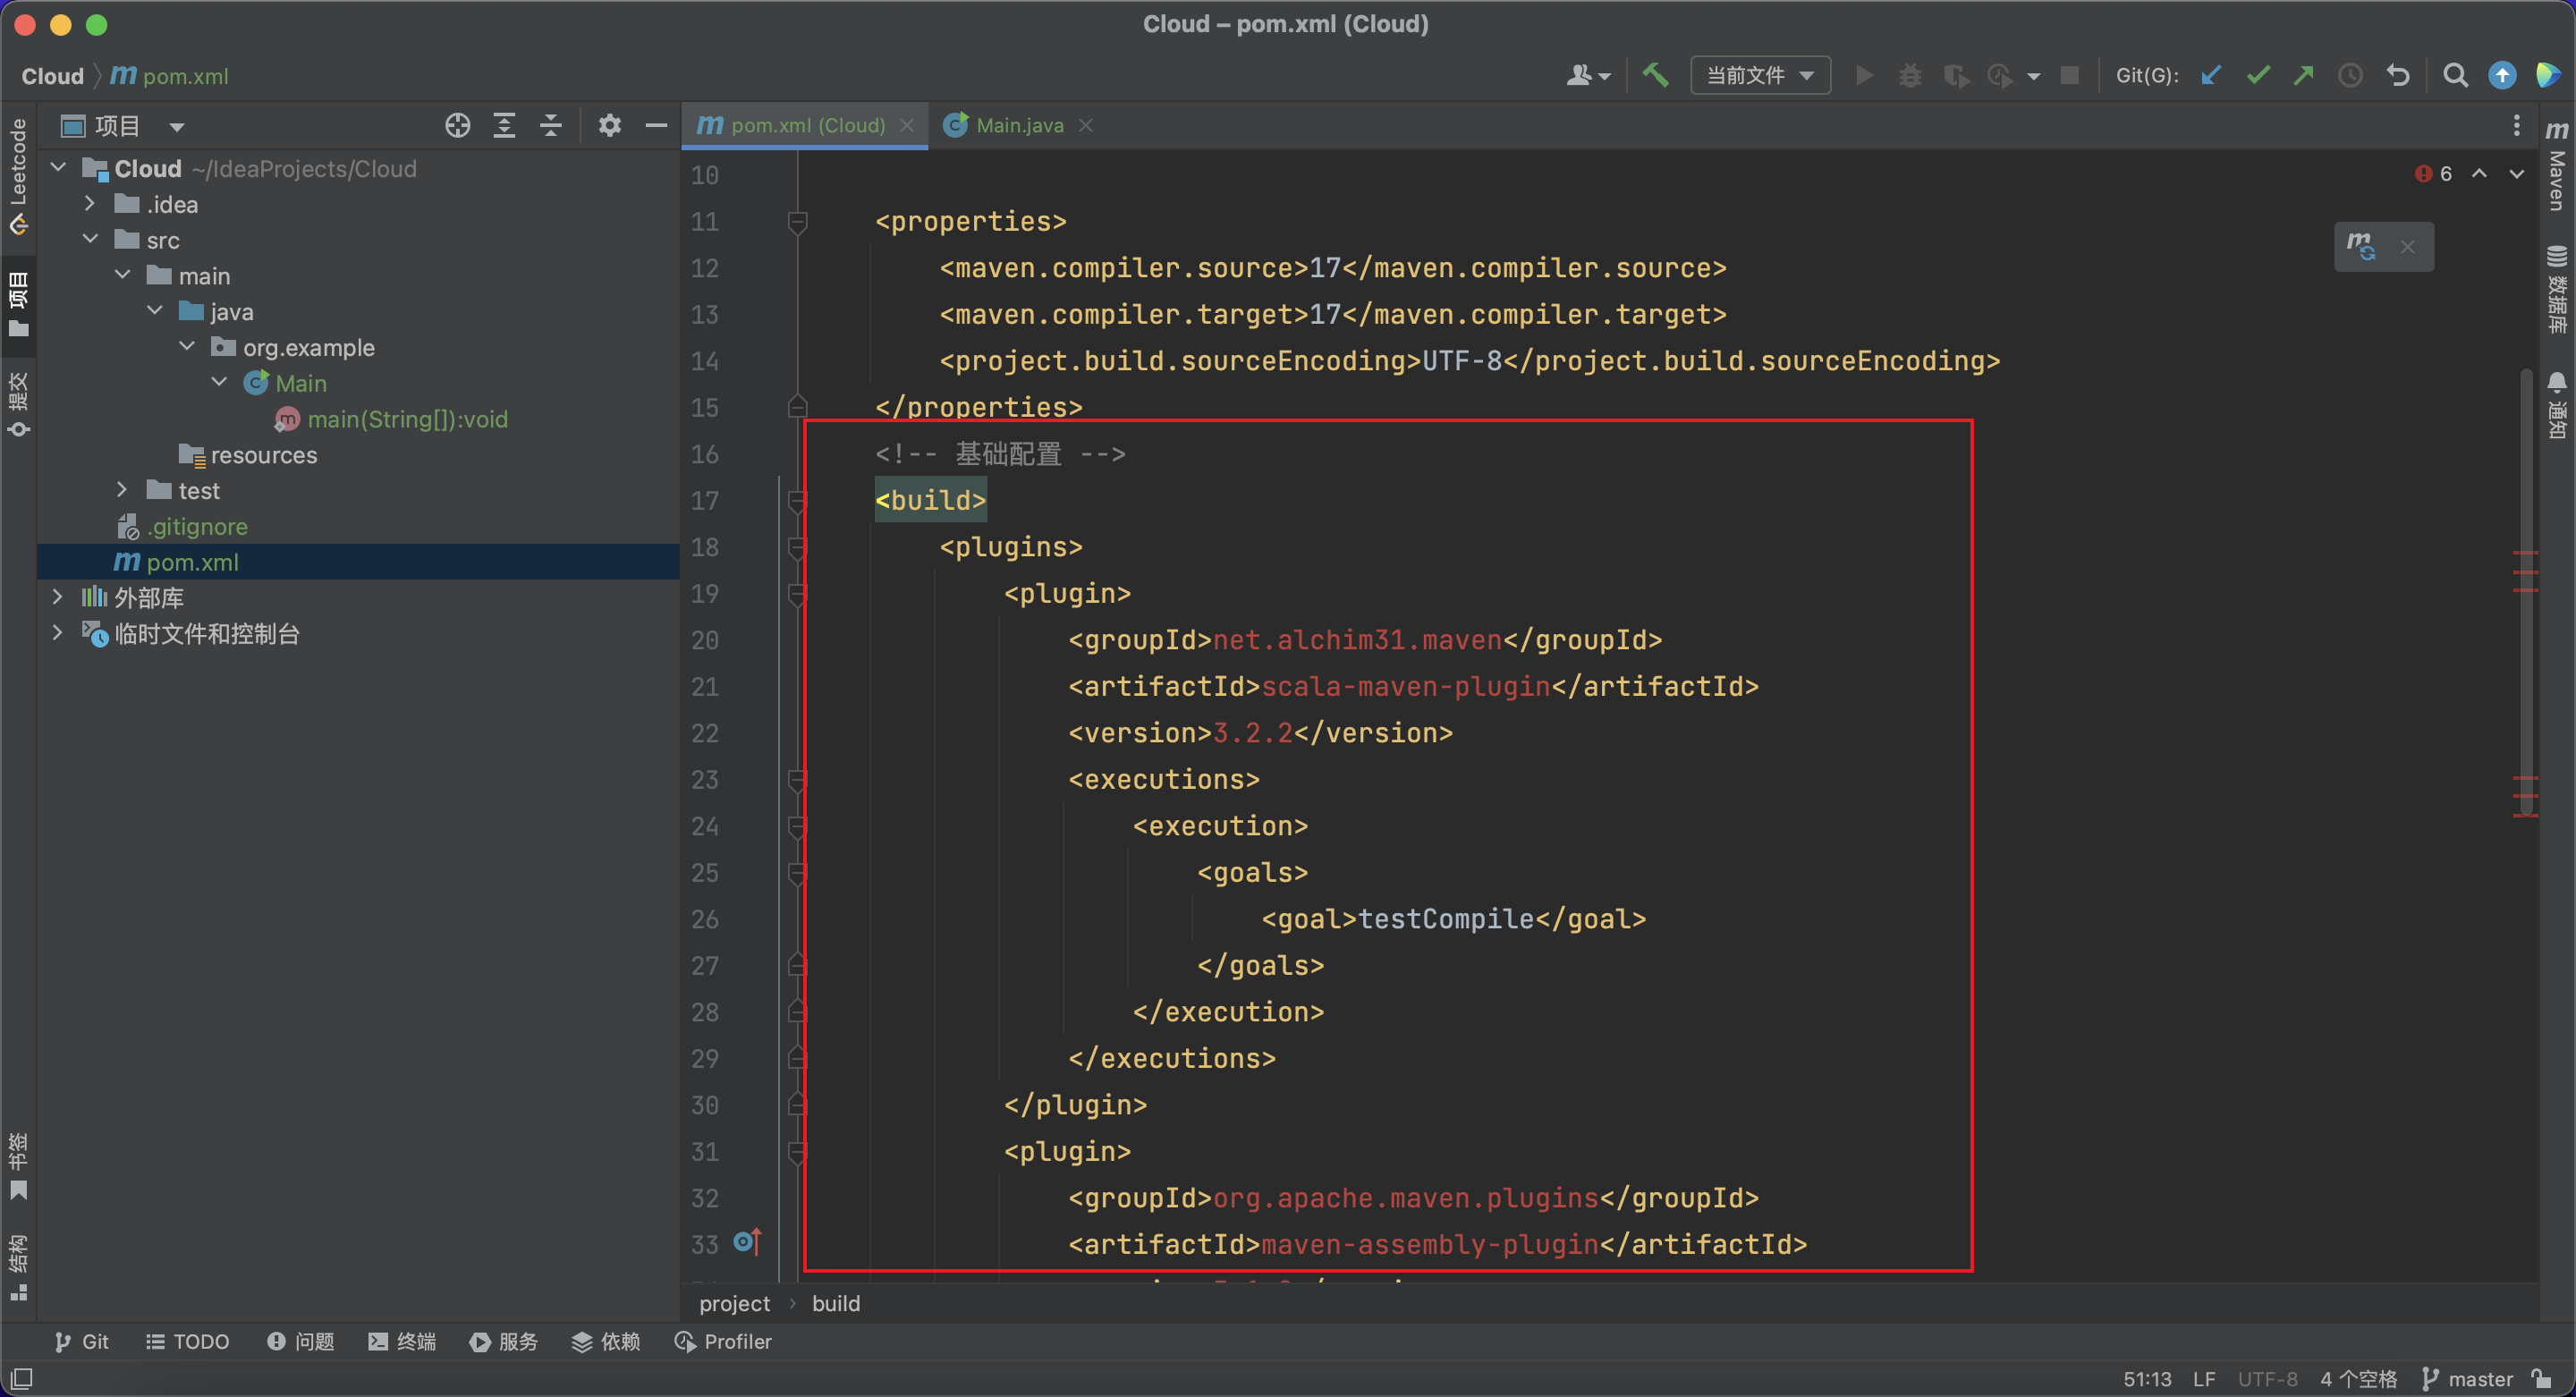 Cloud – pom.xml (Cloud)
Cloud
pom.xml
当前文件
Git(G):
项目
pom.xml (Cloud)
Main.java
Leetcode
项目
提交
书签
结构
Cloud ~/IdeaProjects/Cloud
.idea
src
main
java
org.example
Main
main(String[]):void
resources
test
.gitignore
pom.xml
外部库
临时文件和控制台
6
10
11 <properties>
12 <maven.compiler.source>17</maven.compiler.source>
13 <maven.compiler.target>17</maven.compiler.target>
14 <project.build.sourceEncoding>UTF-8</project.build.sourceEncoding>
15 </properties>
16 <!-- 基础配置 -->
17 <build>
18 <plugins>
19 <plugin>
20 <groupId>net.alchim31.maven</groupId>
21 <artifactId>scala-maven-plugin</artifactId>
22 <version>3.2.2</version>
23 <executions>
24 <execution>
25 <goals>
26 <goal>testCompile</goal>
27 </goals>
28 </execution>
29 </executions>
30 </plugin>
31 <plugin>
32 <groupId>org.apache.maven.plugins</groupId>
33 <artifactId>maven-assembly-plugin</artifactId>
Maven
数据库
通知
project
build
Git
TODO
问题
终端
服务
依赖
Profiler
51:13 LF UTF-8 4 个空格 master